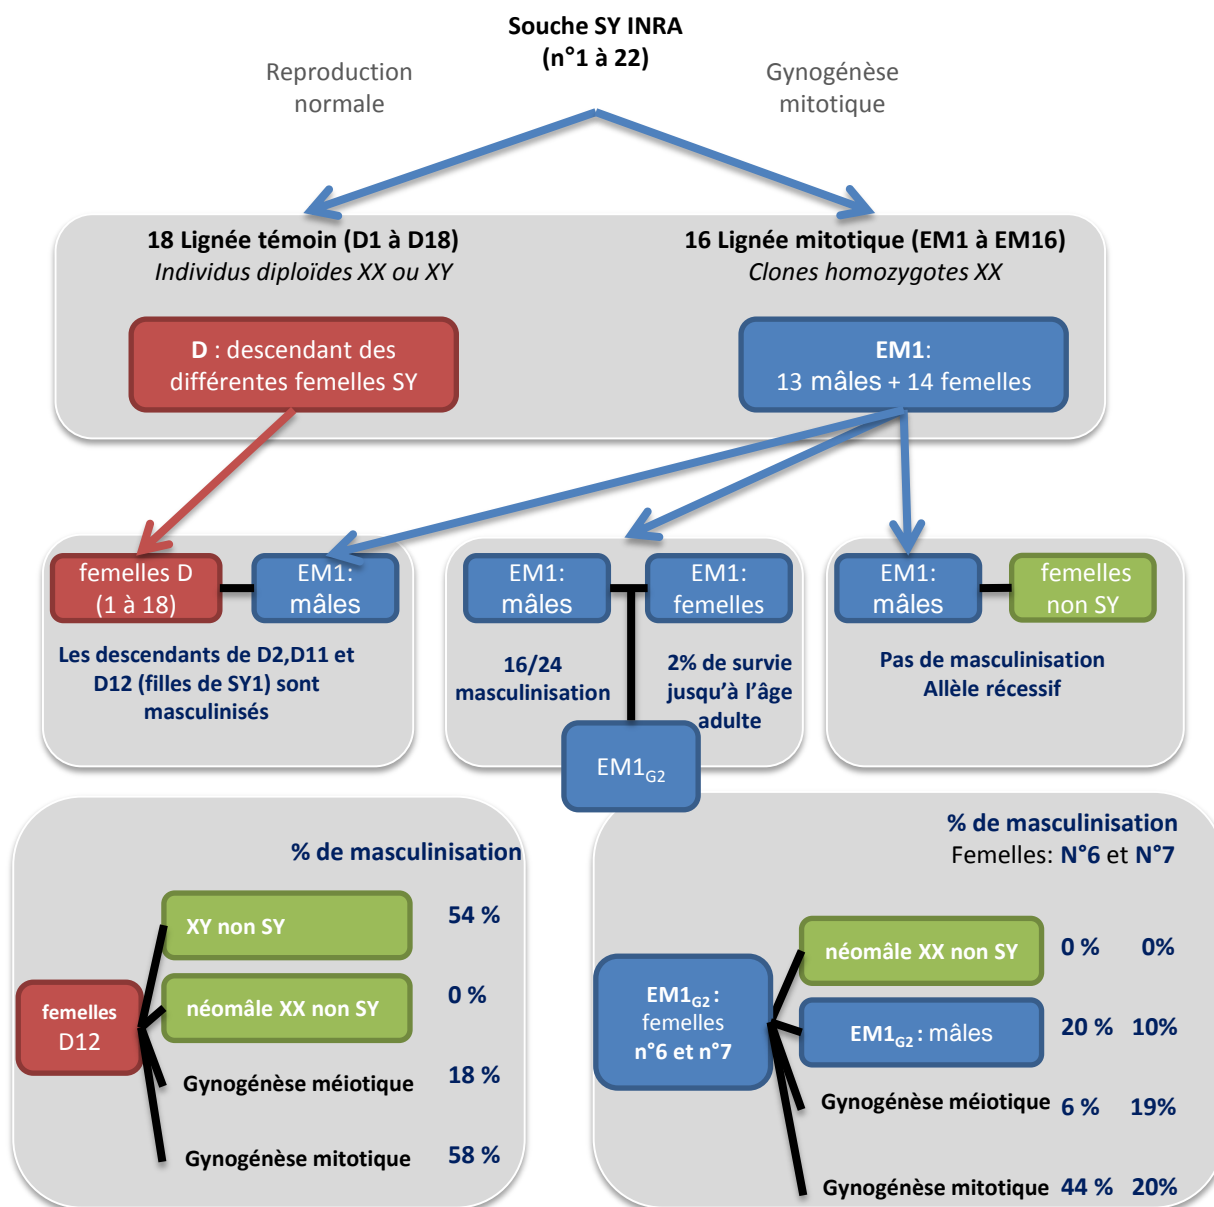 Souche SY INRA
(n°1 à 22)
Reproduction
normale
Gynogénèse
mitotique
18 Lignée témoin (D1 à D18)
Individus diploïdes XX ou XY
16 Lignée mitotique (EM1 à EM16)
Clones homozygotes XX
D : descendant des
différentes femelles SY
EM1:
13 mâles + 14 femelles
femelles D
(1 à 18)
EM1:
mâles
Les descendants de D2,D11 et
D12 (filles de SY1) sont
masculinisés
EM1:
mâles
EM1:
femelles
16/24
masculinisation
2% de survie
jusqu'à l'âge
adulte
EM1G2
EM1:
mâles
femelles
non SY
Pas de masculinisation
Allèle récessif
% de masculinisation
femelles
D12
XY non SY
54 %
néomâle XX non SY
0 %
Gynogénèse méiotique
18 %
Gynogénèse mitotique
58 %
% de masculinisation
Femelles: N°6 et N°7
EM1G2 :
femelles
n°6 et n°7
néomâle XX non SY
0 % 0%
EM1G2 : mâles
20 % 10%
Gynogénèse méiotique 6 % 19%
Gynogénèse mitotique 44 % 20%